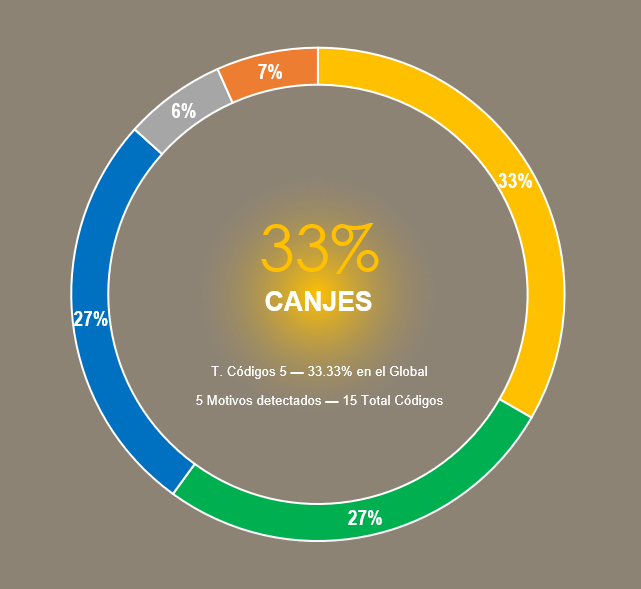 7%
6%
33%
33%
CANJES
27%
T. Códigos 5 — 33.33% en el Global
5 Motivos detectados — 15 Total Códigos
27%